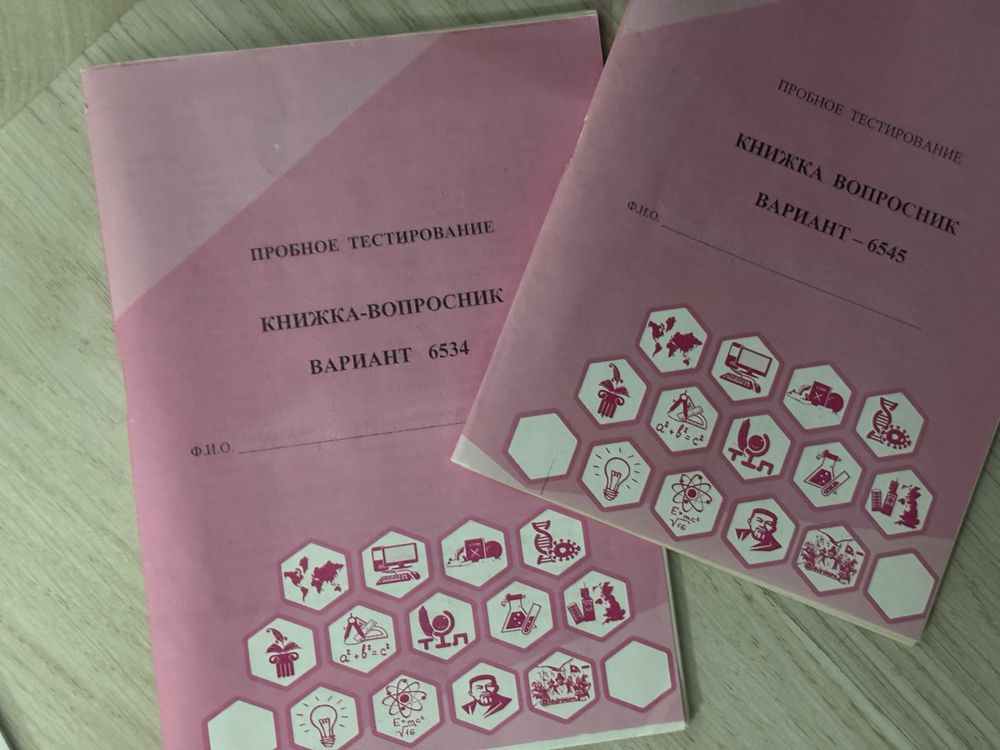 ПРОБНОЕ ТЕСТИРОВАНИЕ
КНИЖКА-ВОПРОСНИК
ВАРИАНТ 6534
Ф.И.О.
a²+b²=c²
E=mc²
√16
ПРОБНОЕ ТЕСТИРОВАНИЕ
КНИЖКА ВОПРОСНИК
ВАРИАНТ – 6545
Ф.И.О.
a²+b²=c²
E=mc²
√16